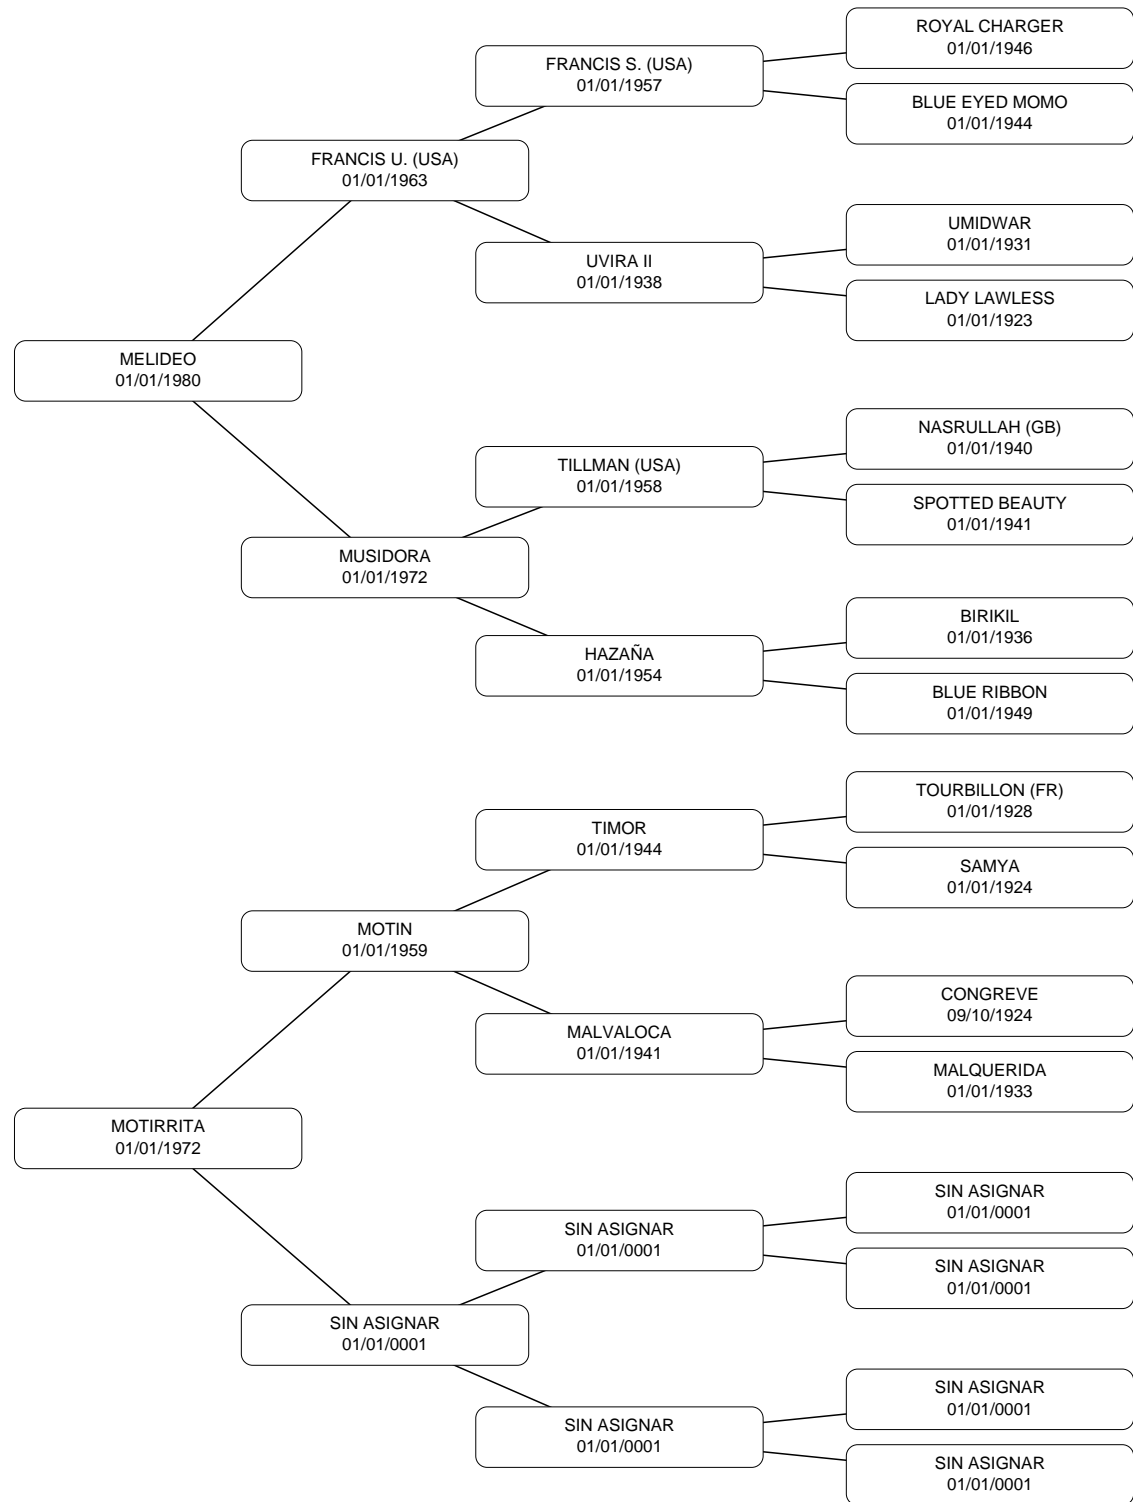 ROYAL CHARGER
01/01/1946
FRANCIS S. (USA)
01/01/1957
BLUE EYED MOMO
01/01/1944
FRANCIS U. (USA)
01/01/1963
UMIDWAR
01/01/1931
UVIRA II
01/01/1938
LADY LAWLESS
01/01/1923
MELIDEO
01/01/1980
NASRULLAH (GB)
01/01/1940
TILLMAN (USA)
01/01/1958
SPOTTED BEAUTY
01/01/1941
MUSIDORA
01/01/1972
BIRIKIL
01/01/1936
HAZAÑA
01/01/1954
BLUE RIBBON
01/01/1949
TOURBILLON (FR)
01/01/1928
TIMOR
01/01/1944
SAMYA
01/01/1924
MOTIN
01/01/1959
CONGREVE
09/10/1924
MALVALOCA
01/01/1941
MALQUERIDA
01/01/1933
MOTIRRITA
01/01/1972
SIN ASIGNAR
01/01/0001
SIN ASIGNAR
01/01/0001
SIN ASIGNAR
01/01/0001
SIN ASIGNAR
01/01/0001
SIN ASIGNAR
01/01/0001
SIN ASIGNAR
01/01/0001
SIN ASIGNAR
01/01/0001